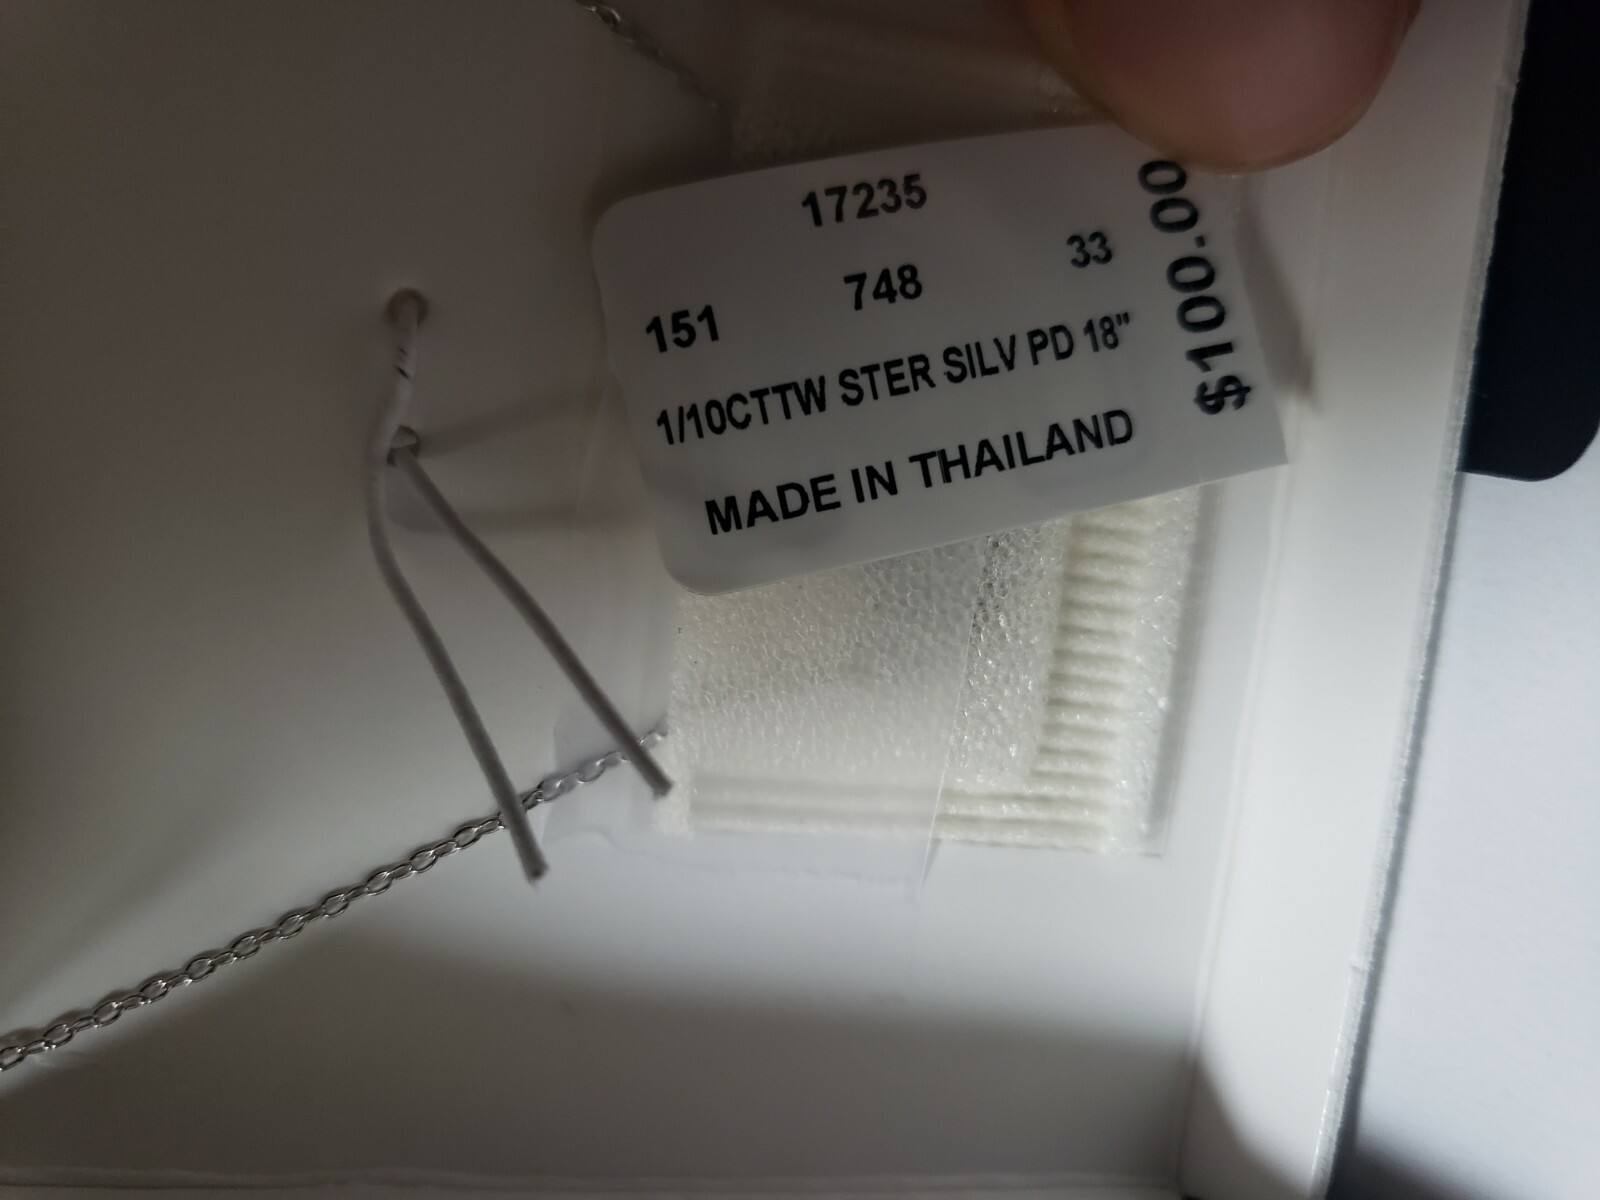 17235
151 748 33
1/10CTTW STER SILV PD 18"
MADE IN THAILAND
$100.00